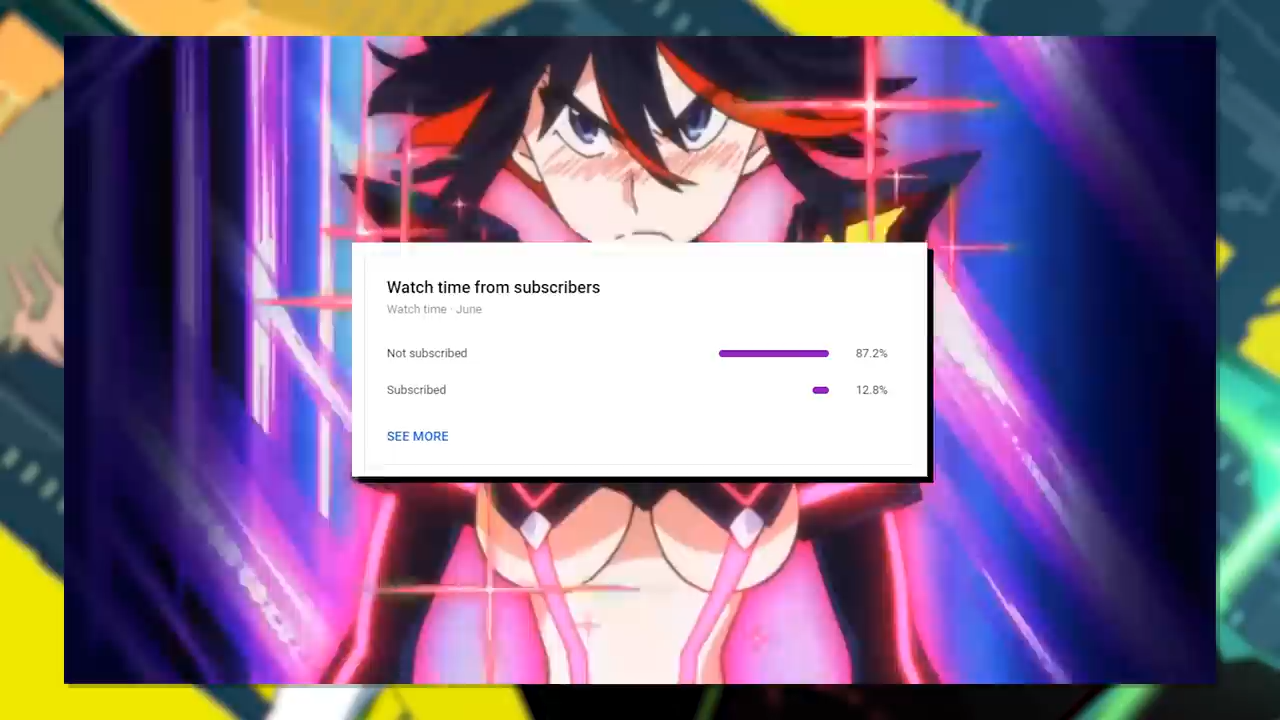 Watch time from subscribers
Watch time · June
Not subscribed 87.2%
Subscribed 12.8%
SEE MORE